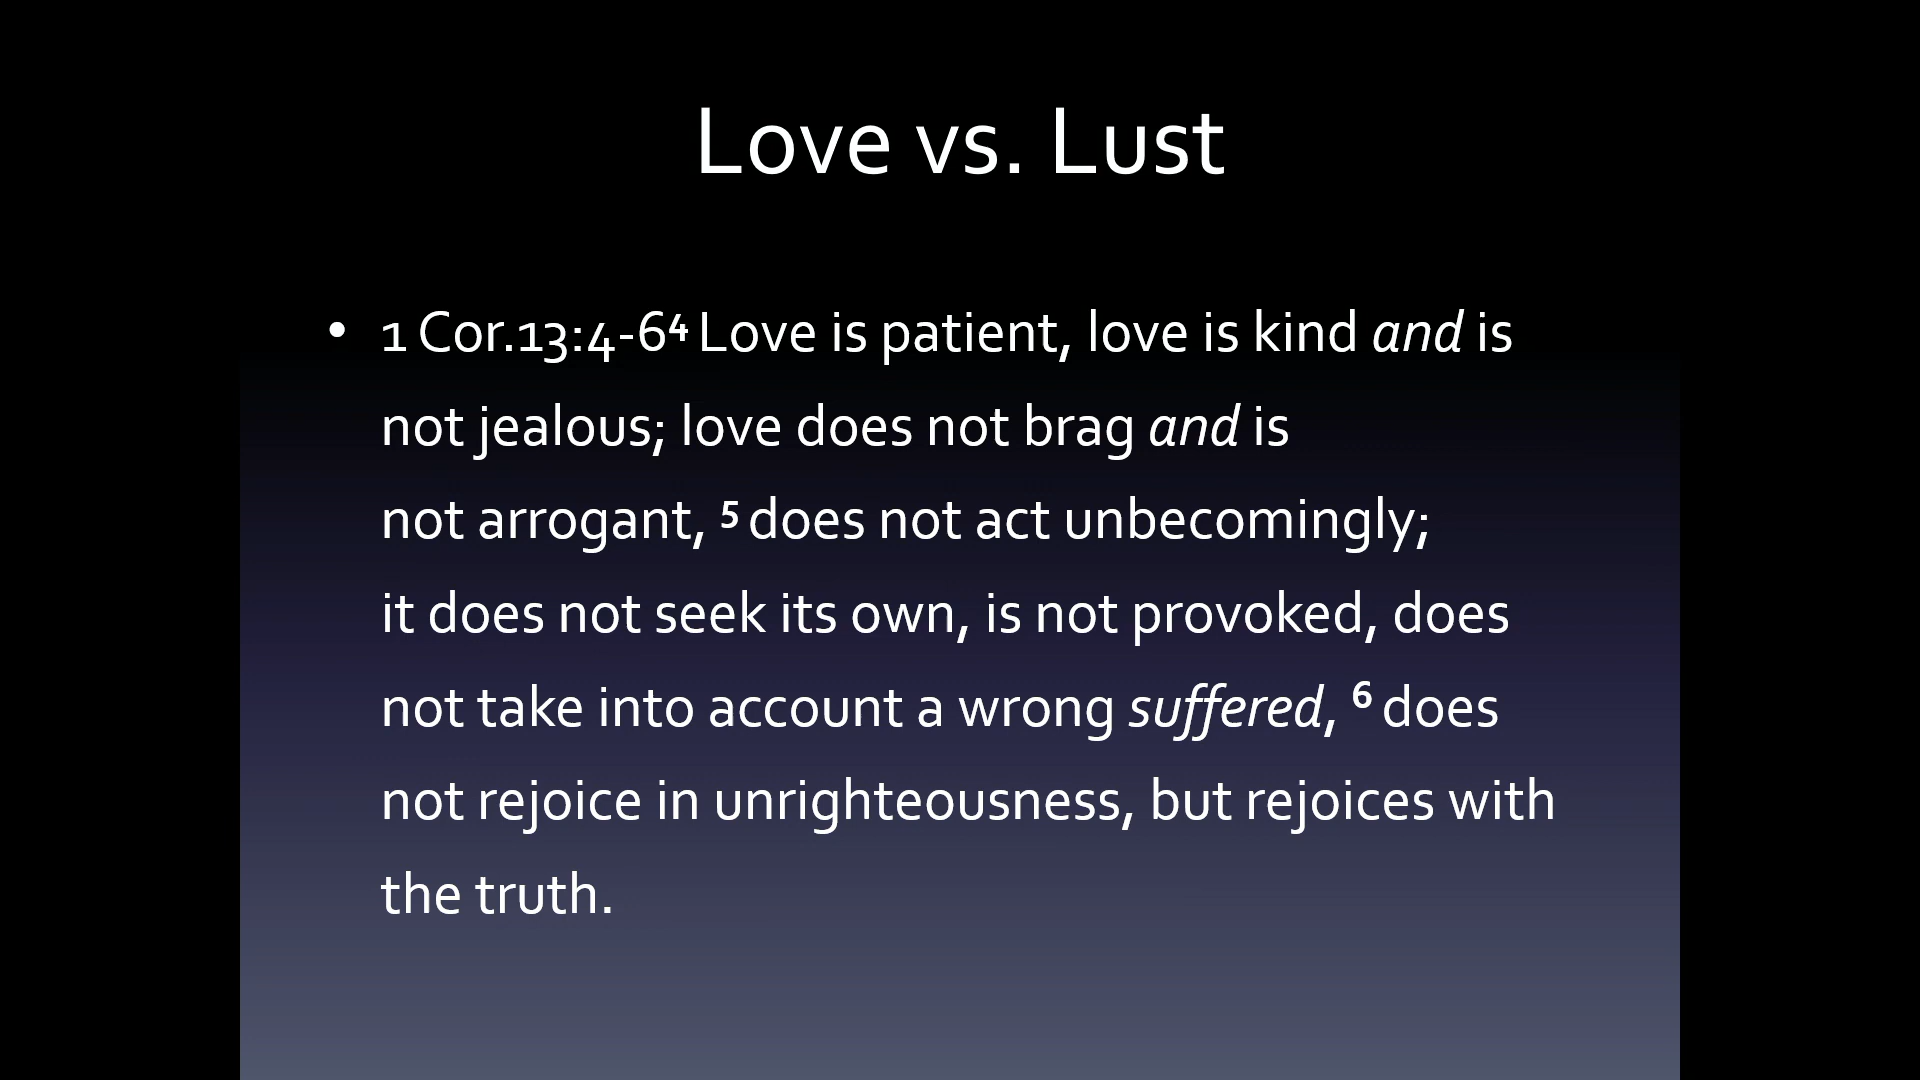 Love vs. Lust
• 1 Cor.13:4-6⁴ Love is patient, love is kind and is
not jealous; love does not brag and is
not arrogant, ⁵ does not act unbecomingly;
it does not seek its own, is not provoked, does
not take into account a wrong suffered, ⁶ does
not rejoice in unrighteousness, but rejoices with
the truth.